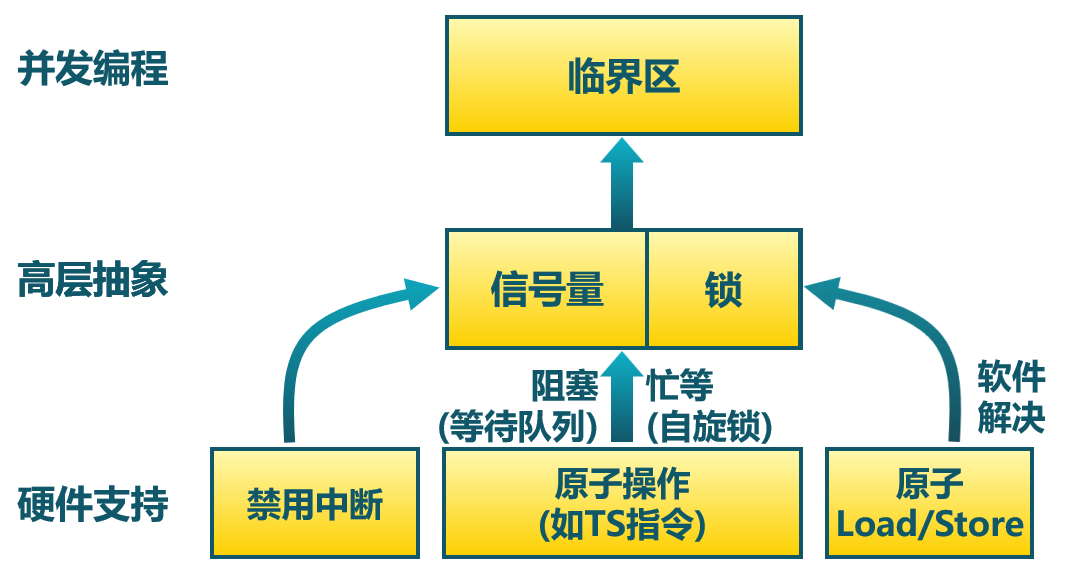 并发编程
临界区
高层抽象
信号量
锁
阻塞
(等待队列)
忙等
(自旋锁)
软件
解决
硬件支持
禁用中断
原子操作
(如TS指令)
原子
Load/Store